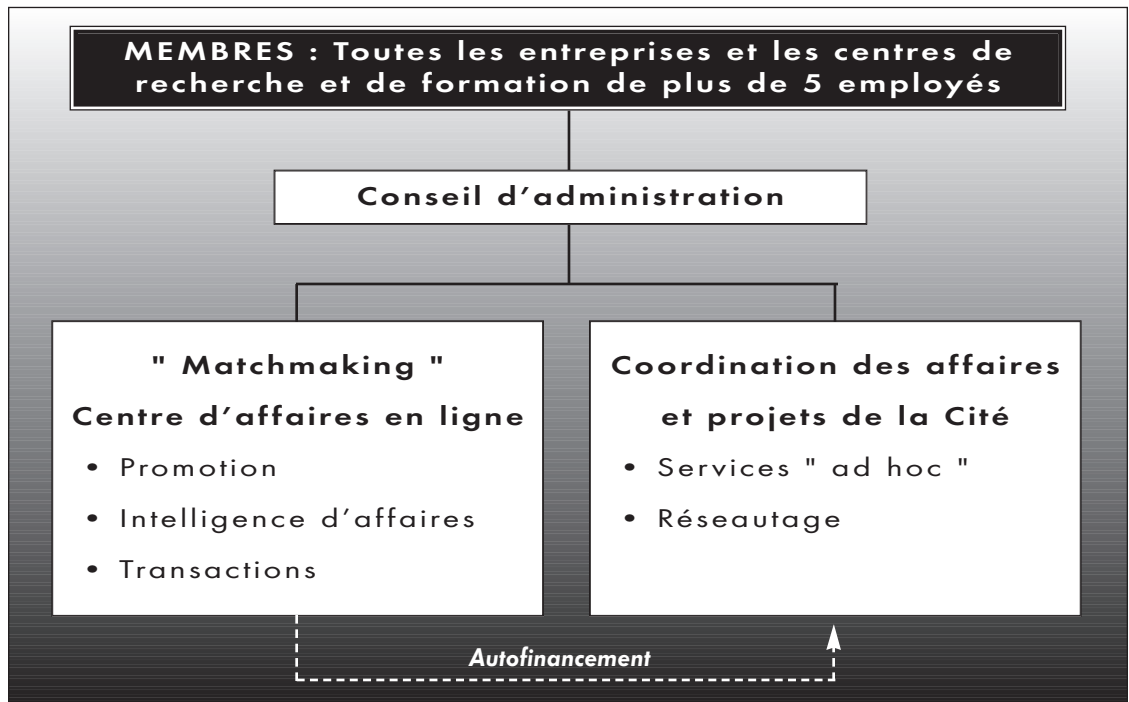 MEMBRES : Toutes les entreprises et les centres de
recherche et de formation de plus de 5 employés
Conseil d’administration
" Matchmaking "
Centre d’affaires en ligne
• Promotion
• Intelligence d’affaires
• Transactions
Coordination des affaires
et projets de la Cité
• Services " ad hoc "
• Réseautage
Autofinancement